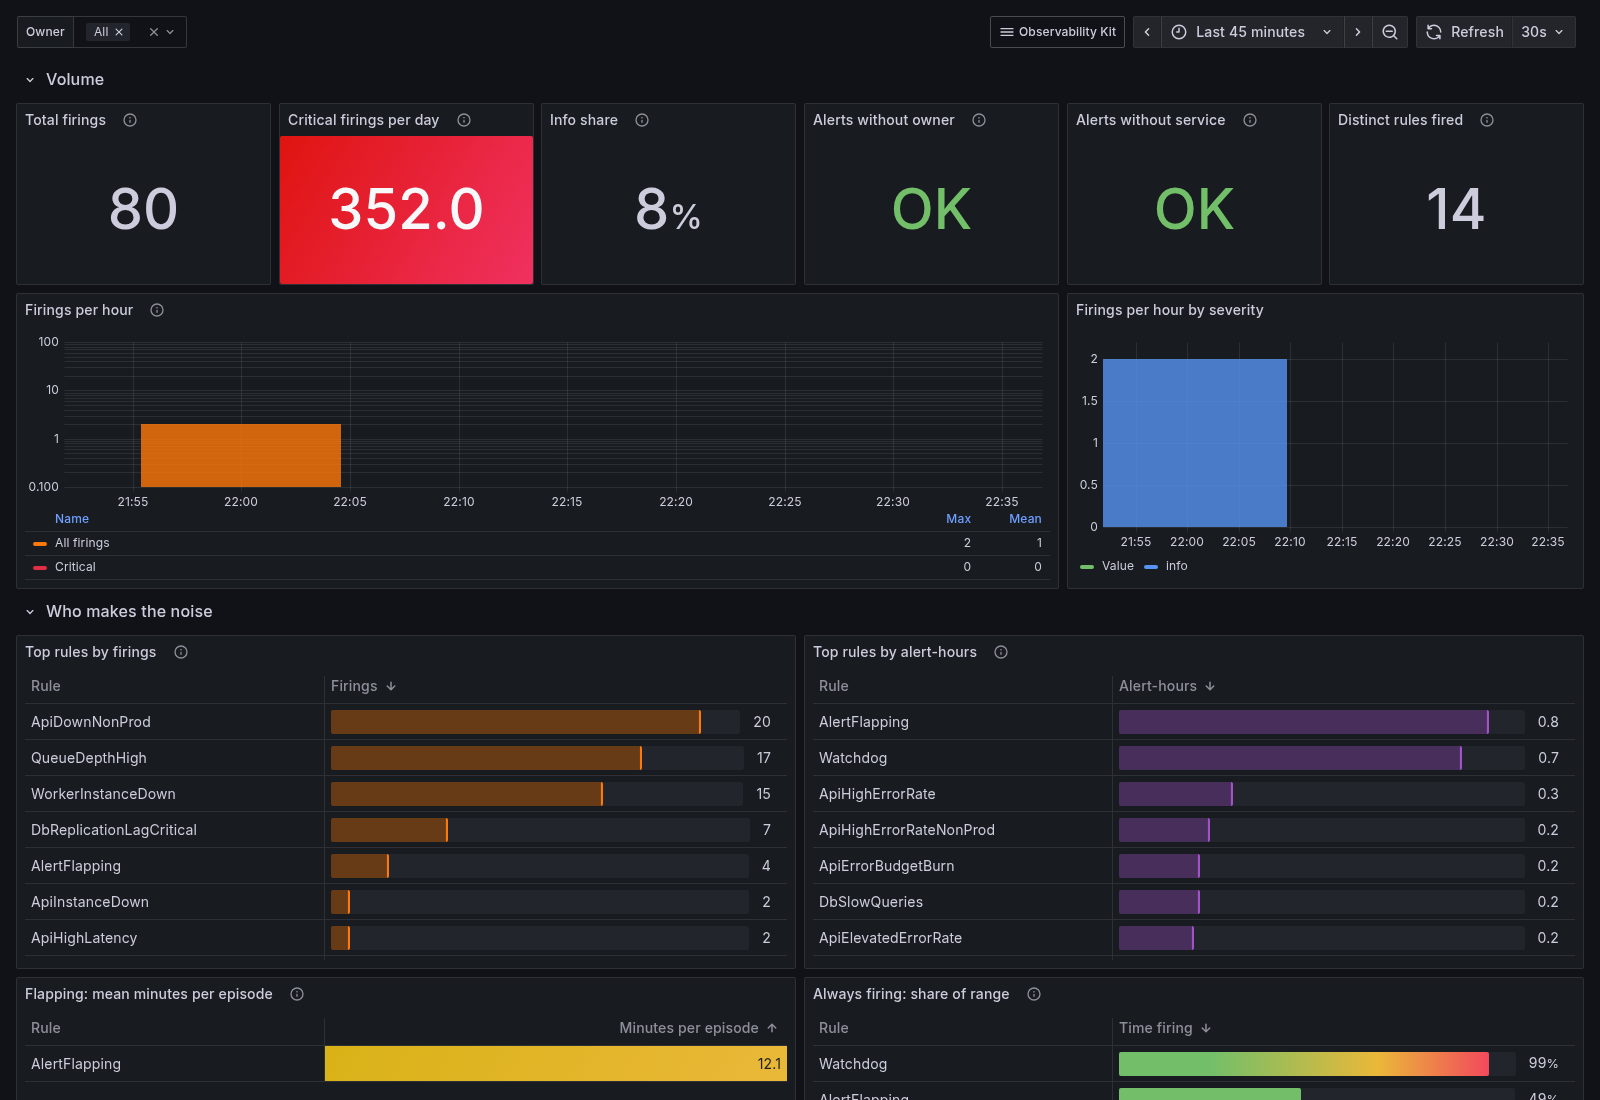 Owner All
Observability Kit Last 45 minutes Refresh 30s
Volume
Total firings Critical firings per day Info share Alerts without owner Alerts without service Distinct rules fired
80 352.0 8% OK OK 14
Firings per hour
100
10
1
0.100
21:55 22:00 22:05 22:10 22:15 22:20 22:25 22:30 22:35
Name Max Mean
All firings 2 1
Critical 0 0
Firings per hour by severity
2
1.5
1
0.5
0
21:55 22:00 22:05 22:10 22:15 22:20 22:25 22:30 22:35
Value info
Who makes the noise
Top rules by firings
Rule Firings
ApiDownNonProd 20
QueueDepthHigh 17
WorkerInstanceDown 15
DbReplicationLagCritical 7
AlertFlapping 4
ApiInstanceDown 2
ApiHighLatency 2
Top rules by alert-hours
Rule Alert-hours
AlertFlapping 0.8
Watchdog 0.7
ApiHighErrorRate 0.3
ApiHighErrorRateNonProd 0.2
ApiErrorBudgetBurn 0.2
DbSlowQueries 0.2
ApiElevatedErrorRate 0.2
Flapping: mean minutes per episode
Rule Minutes per episode
AlertFlapping 12.1
Always firing: share of range
Rule Time firing
Watchdog 99%
AlertFlapping 49%